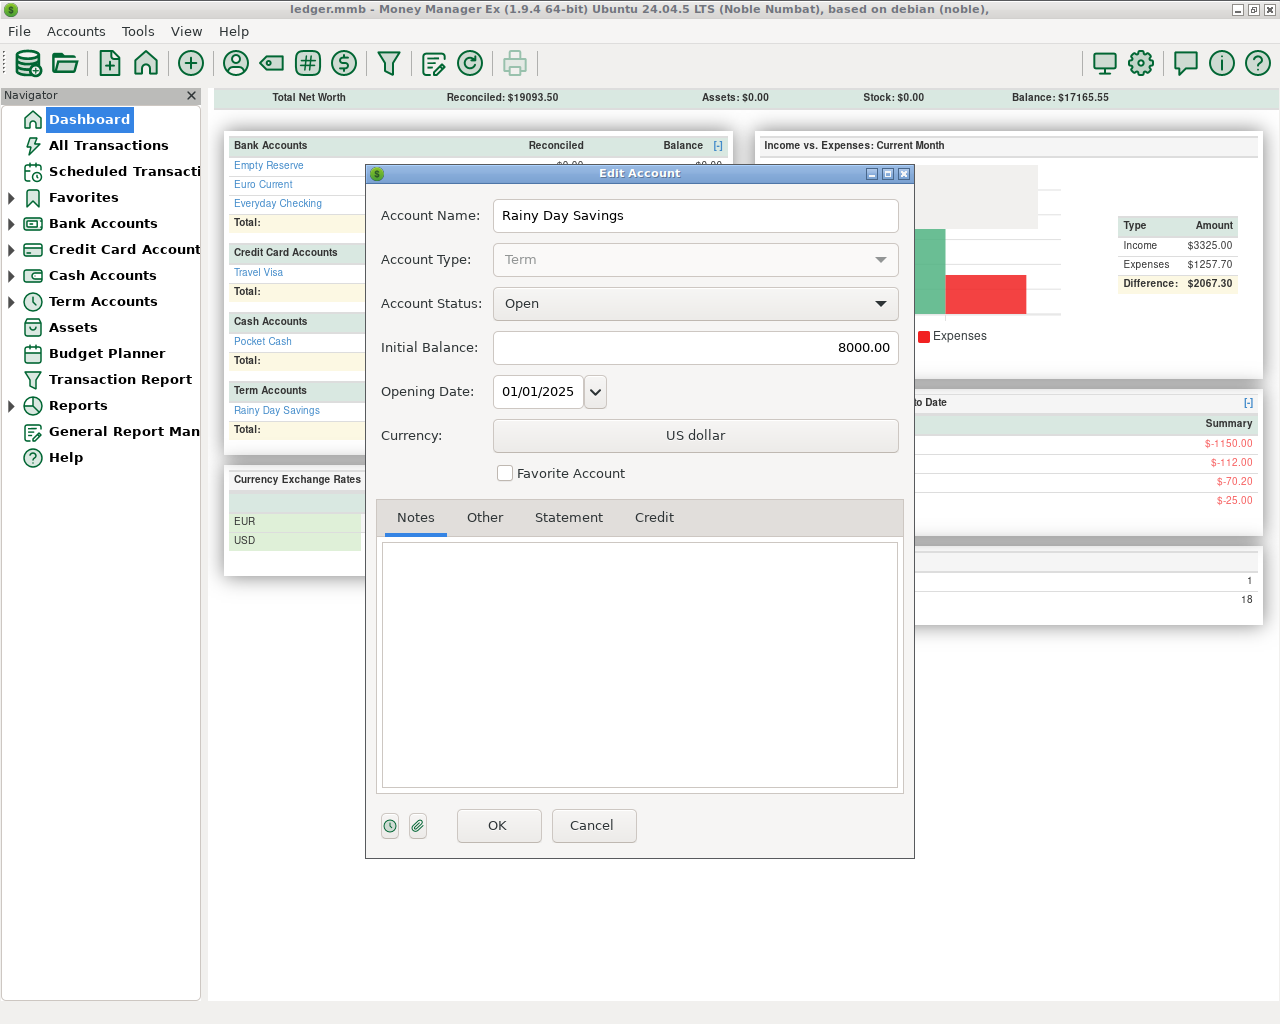 ledger.mmb - Money Manager Ex (1.9.4 64-bit) Ubuntu 24.04.5 LTS (Noble Numbat), based on debian (noble),
File Accounts Tools View Help
Navigator
Dashboard
All Transactions
Scheduled Transacti
Favorites
Bank Accounts
Credit Card Account
Cash Accounts
Term Accounts
Assets
Budget Planner
Transaction Report
Reports
General Report Man
Help
Total Net Worth Reconciled: $19093.50 Assets: $0.00 Stock: $0.00 Balance: $17165.55
Bank Accounts Reconciled Balance [-]
Empty Reserve
Euro Current
Everyday Checking
Total:
Credit Card Accounts
Travel Visa
Total:
Cash Accounts
Pocket Cash
Total:
Term Accounts
Rainy Day Savings
Total:
Currency Exchange Rates
EUR
USD
Income vs. Expenses: Current Month
Type Amount
Income $3325.00
Expenses $1257.70
Difference: $2067.30
Expenses
to Date [-]
Summary
$-1150.00
$-112.00
$-70.20
$-25.00
1
18
Edit Account
Account Name: Rainy Day Savings
Account Type: Term
Account Status: Open
Initial Balance: 8000.00
Opening Date: 01/01/2025
Currency: US dollar
Favorite Account
Notes Other Statement Credit
OK Cancel